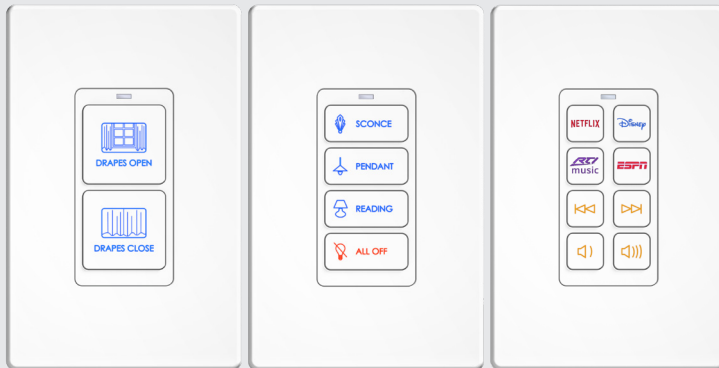 DRAPES OPEN
DRAPES CLOSE
SCONCE
PENDANT
READING
ALL OFF
NETFLIX
Disney
RTI
music
ESPN